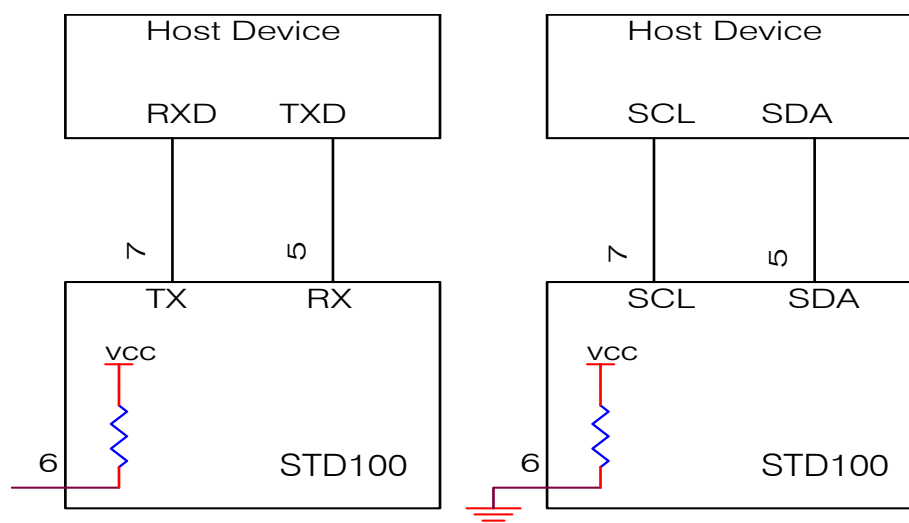 Host Device
RXD TXD
7 5
TX RX
VCC
6
STD100
Host Device
SCL SDA
7 5
SCL SDA
VCC
6
STD100